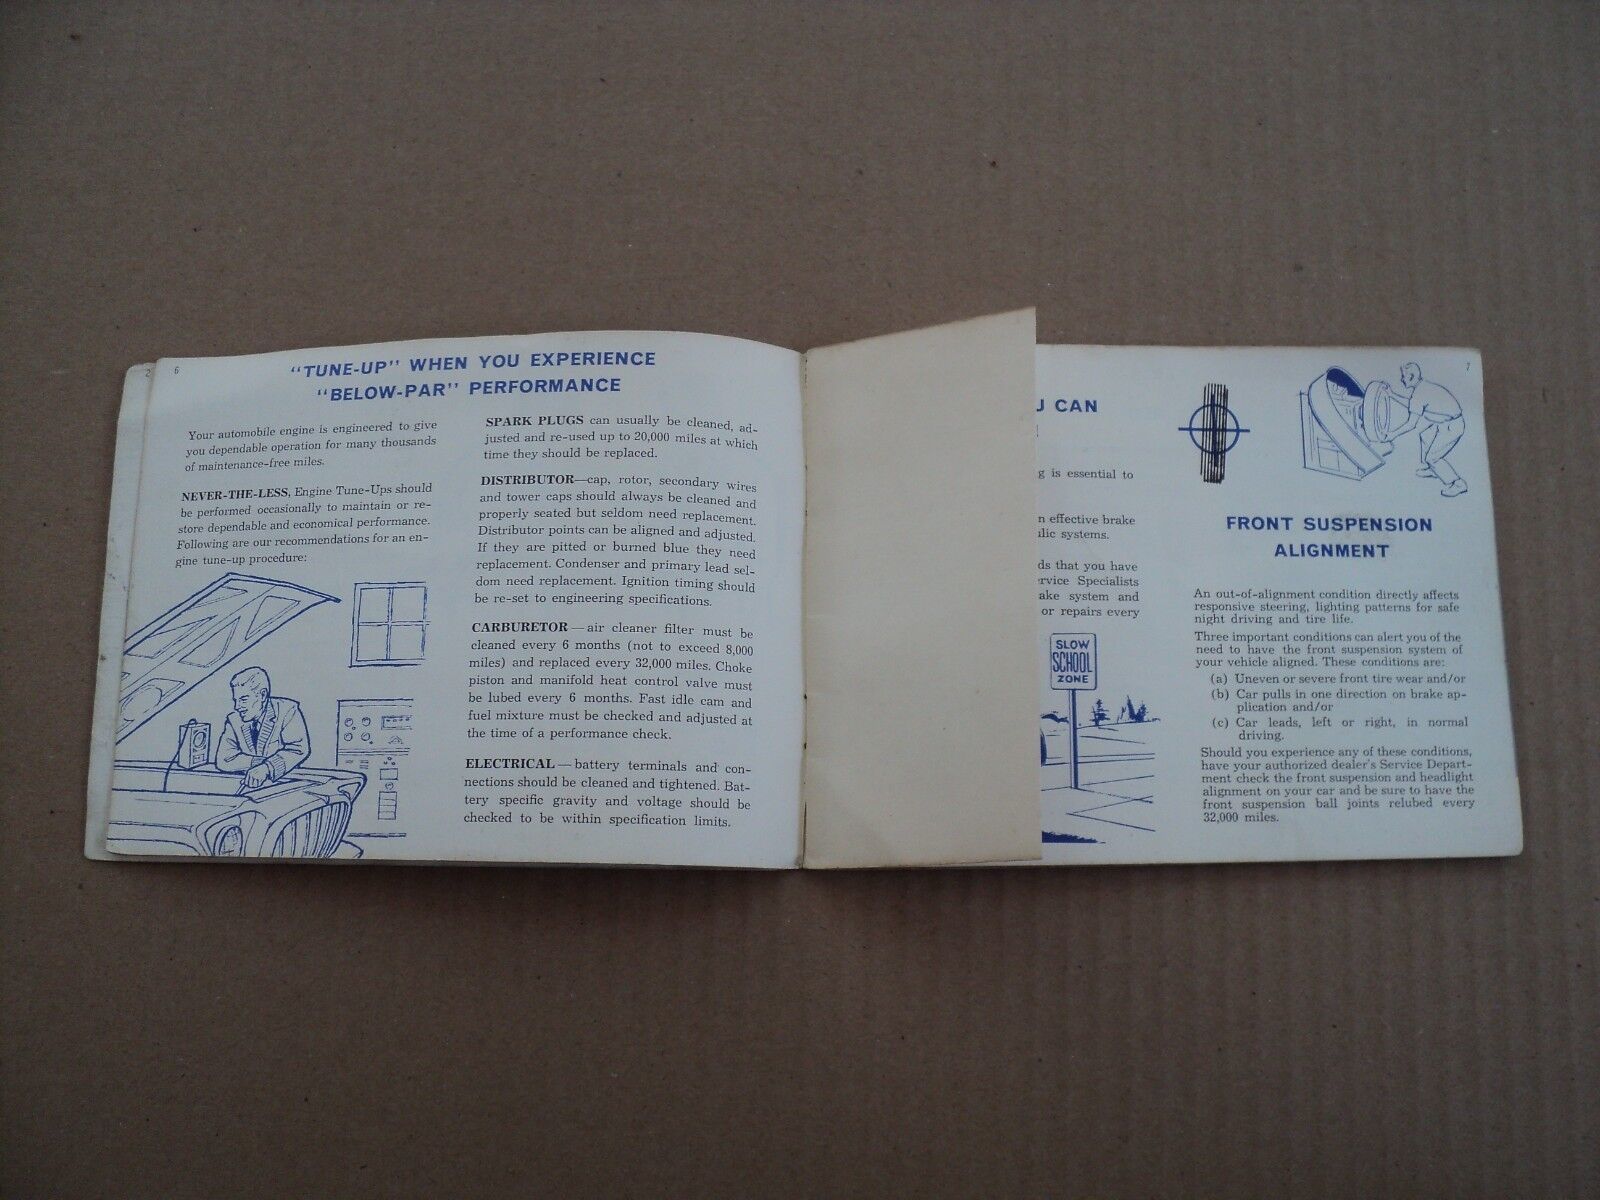 2
6
"TUNE-UP" WHEN YOU EXPERIENCE
"BELOW-PAR" PERFORMANCE
Your automobile engine is engineered to give
you dependable operation for many thousands
of maintenance-free miles.
NEVER-THE-LESS, Engine Tune-Ups should
be performed occasionally to maintain or re-
store dependable and economical performance.
Following are our recommendations for an en-
gine tune-up procedure:
SPARK PLUGS can usually be cleaned, ad-
justed and re-used up to 20,000 miles at which
time they should be replaced.
DISTRIBUTOR—cap, rotor, secondary wires
and tower caps should always be cleaned and
properly seated but seldom need replacement.
Distributor points can be aligned and adjusted.
If they are pitted or burned blue they need
replacement. Condenser and primary lead sel-
dom need replacement. Ignition timing should
be re-set to engineering specifications.
CARBURETOR — air cleaner filter must be
cleaned every 6 months (not to exceed 8,000
miles) and replaced every 32,000 miles. Choke
piston and manifold heat control valve must
be lubed every 6 months. Fast idle cam and
fuel mixture must be checked and adjusted at
the time of a performance check.
ELECTRICAL — battery terminals and con-
nections should be cleaned and tightened. Bat-
tery specific gravity and voltage should be
checked to be within specification limits.
U CAN
g is essential to
n effective brake
lic systems.
ds that you have
rvice Specialists
ake system and
or repairs every
SLOW
SCHOOL
ZONE
7
FRONT SUSPENSION
ALIGNMENT
An out-of-alignment condition directly affects
responsive steering, lighting patterns for safe
night driving and tire life.
Three important conditions can alert you of the
need to have the front suspension system of
your vehicle aligned. These conditions are:
(a) Uneven or severe front tire wear and/or
(b) Car pulls in one direction on brake ap-
plication and/or
(c) Car leads, left or right, in normal
driving.
Should you experience any of these conditions,
have your authorized dealer's Service Depart-
ment check the front suspension and headlight
alignment on your car and be sure to have the
front suspension ball joints relubed every
32,000 miles.